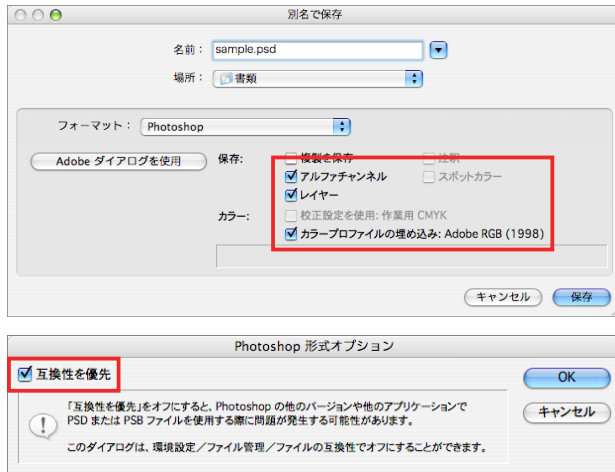 別名で保存
名前： sample.psd
場所： 書類
フォーマット： Photoshop
Adobe ダイアログを使用
保存: 複製を保存 注釈
アルファチャンネル スポットカラー
レイヤー
カラー: 校正設定を使用: 作業用 CMYK
カラープロファイルの埋め込み: Adobe RGB (1998)
キャンセル 保存
Photoshop 形式オプション
互換性を優先
OK
「互換性を優先」をオフにすると、Photoshop の他のバージョンや他のアプリケーションで
PSD または PSB ファイルを使用する際に問題が発生する可能性があります。
キャンセル
このダイアログは、環境設定／ファイル管理／ファイルの互換性でオフにすることができます。